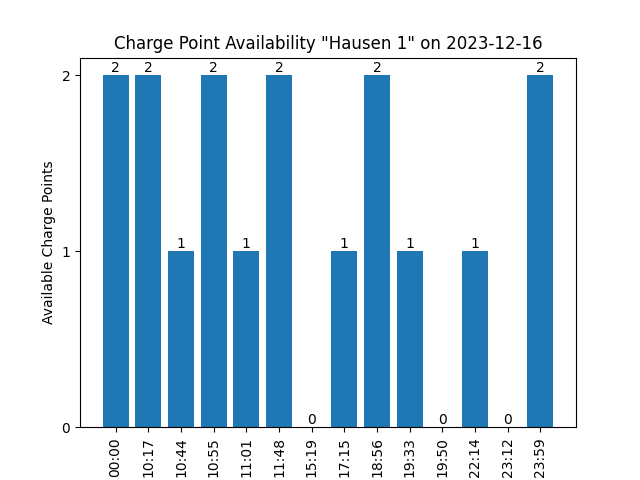 Charge Point Availability "Hausen 1" on 2023-12-16
Available Charge Points
2
1
0
2 2 1 2 1 2 0 1 2 1 0 1 0 2
00:00 10:17 10:44 10:55 11:01 11:48 15:19 17:15 18:56 19:33 19:50 22:14 23:12 23:59